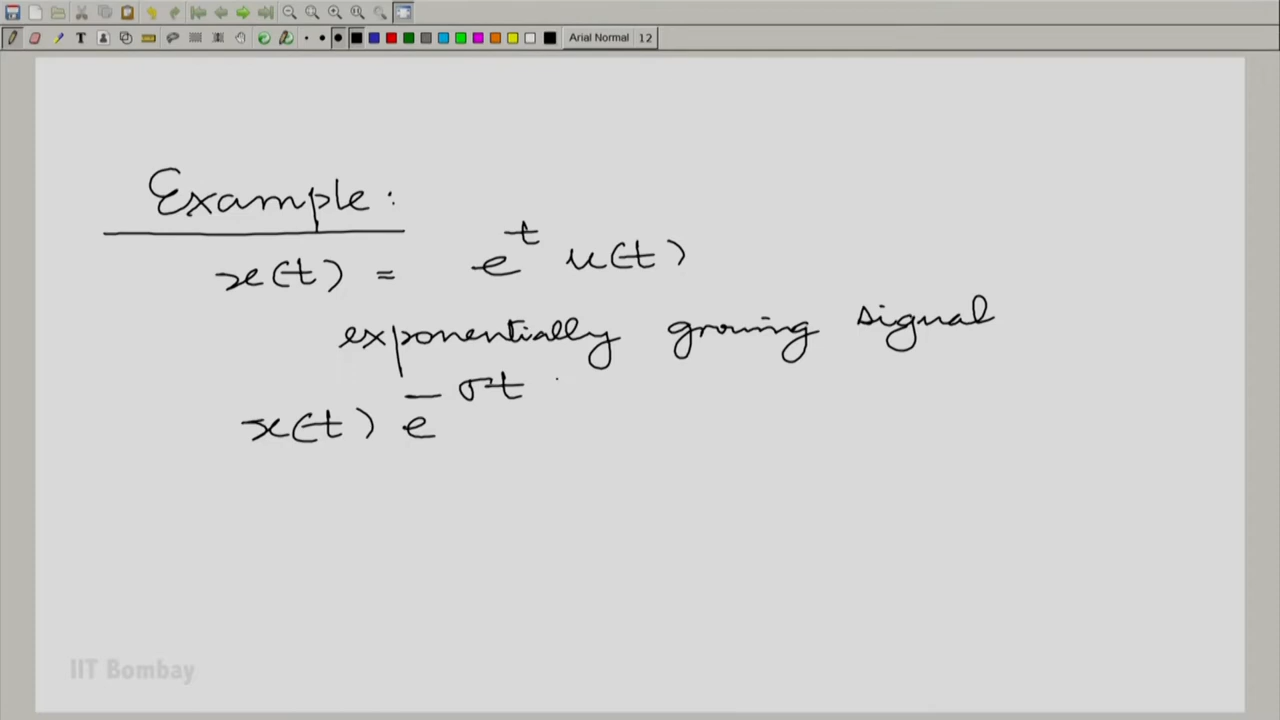 Arial Normal 12
Example:
x(t) = e^t u(t)
exponentially growing signal
x(t) e^-σt
IIT Bombay